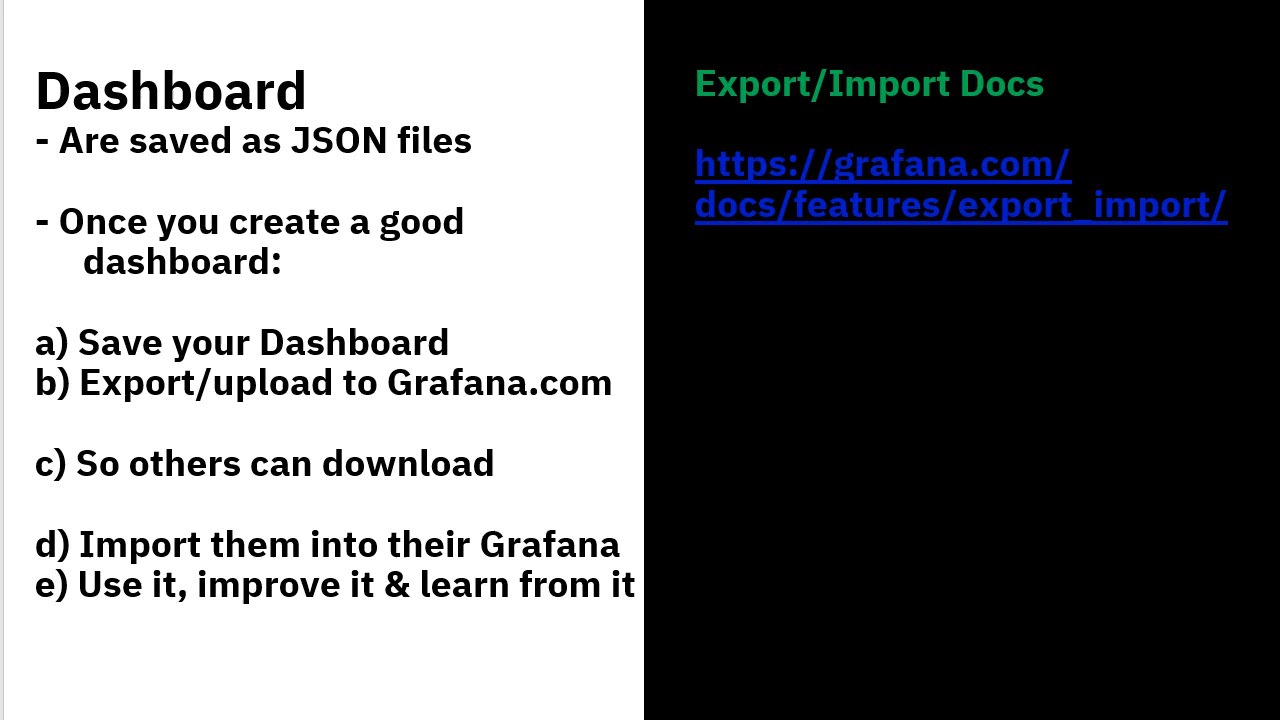 Dashboard
- Are saved as JSON files
- Once you create a good
dashboard:
a) Save your Dashboard
b) Export/upload to Grafana.com
c) So others can download
d) Import them into their Grafana
e) Use it, improve it & learn from it
Export/Import Docs
https://grafana.com/
docs/features/export_import/